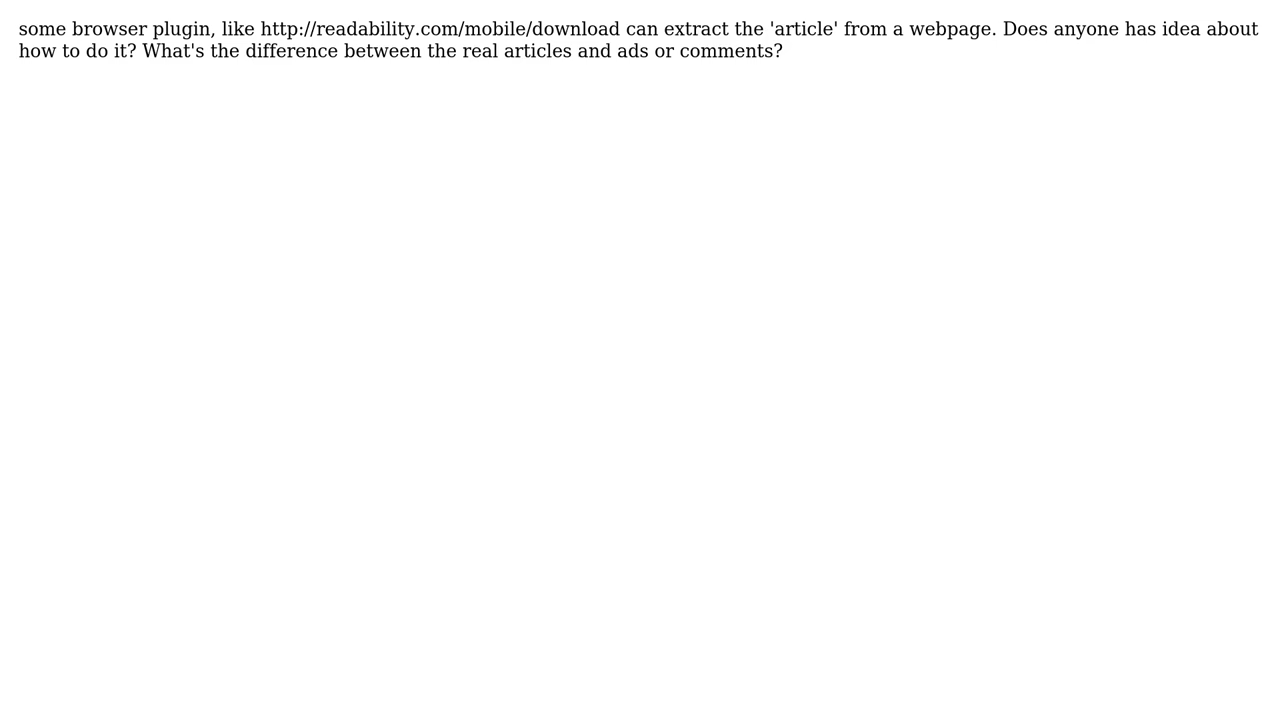 some browser plugin, like http://readability.com/mobile/download can extract the 'article' from a webpage. Does anyone has idea about
how to do it? What's the difference between the real articles and ads or comments?